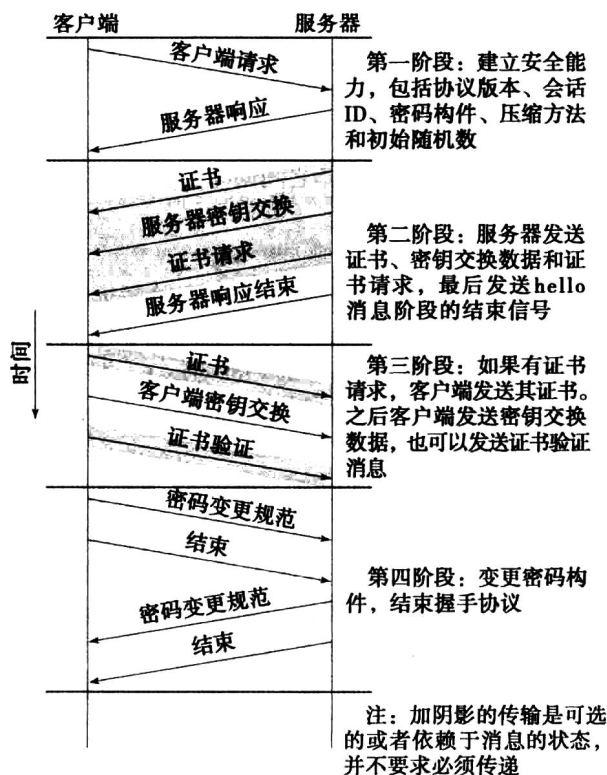 客户端
服务器
客户端请求
服务器响应
第一阶段：建立安全能
力，包括协议版本、会话
ID、密码构件、压缩方法
和初始随机数
证书
服务器密钥交换
证书请求
服务器响应结束
第二阶段：服务器发送
证书、密钥交换数据和证
书请求，最后发送hello
消息阶段的结束信号
时间
证书
客户端密钥交换
证书验证
第三阶段：如果有证书
请求，客户端发送其证书。
之后客户端发送密钥交换
数据，也可以发送证书验证
消息
密码变更规范
结束
密码变更规范
结束
第四阶段：变更密码构
件，结束握手协议
注：加阴影的传输是可选
的或者依赖于消息的状态，
并不要求必须传递